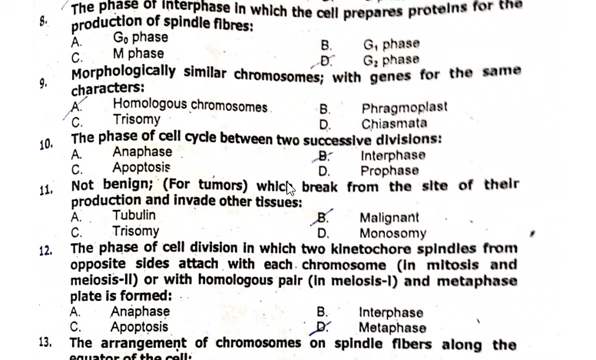 8. The phase of interphase in which the cell prepares proteins for the
production of spindle fibres:
A. G₀ phase B. G₁ phase
C. M phase D. G₂ phase
9. Morphologically similar chromosomes; with genes for the same
characters:
A. Homologous chromosomes B. Phragmoplast
C. Trisomy D. Chiasmata
10. The phase of cell cycle between two successive divisions:
A. Anaphase B. Interphase
C. Apoptosis D. Prophase
11. Not benign; (For tumors) which break from the site of their
production and invade other tissues:
A. Tubulin B. Malignant
C. Trisomy D. Monosomy
12. The phase of cell division in which two kinetochore spindles from
opposite sides attach with each chromosome (in mitosis and
meiosis-II) or with homologous pair (in meiosis-I) and metaphase
plate is formed:
A. Anaphase B. Interphase
C. Apoptosis D. Metaphase
13. The arrangement of chromosomes on spindle fibers along the
equator of the cell: